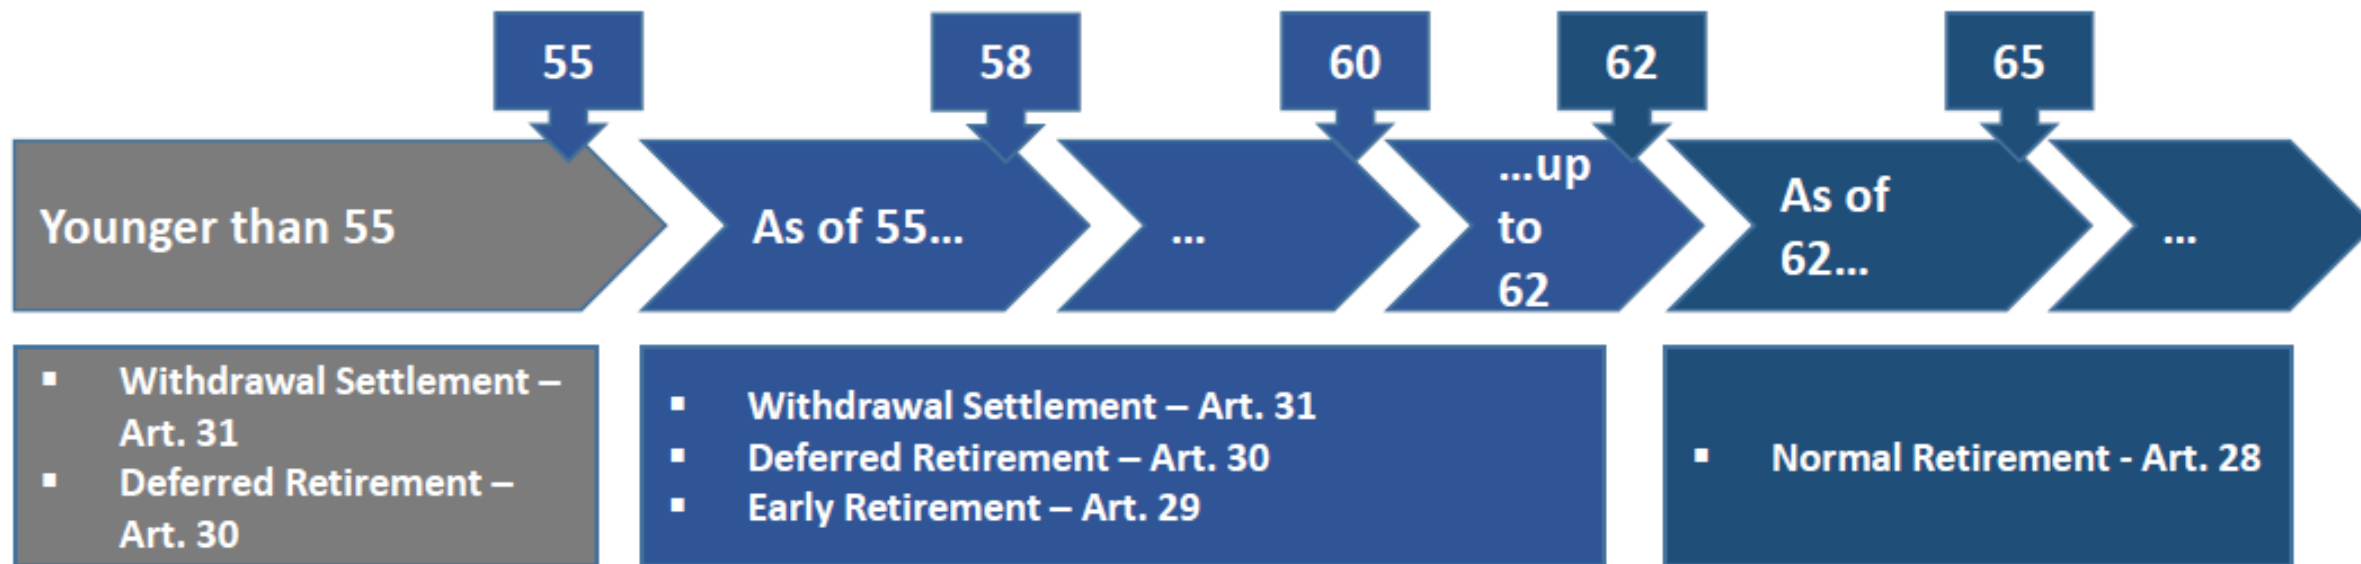 55
58
60
62
65
Younger than 55
As of 55...
...
...up
to
62
As of
62...
...
▪ Withdrawal Settlement –
Art. 31
▪ Deferred Retirement –
Art. 30
▪ Withdrawal Settlement – Art. 31
▪ Deferred Retirement – Art. 30
▪ Early Retirement – Art. 29
▪ Normal Retirement - Art. 28